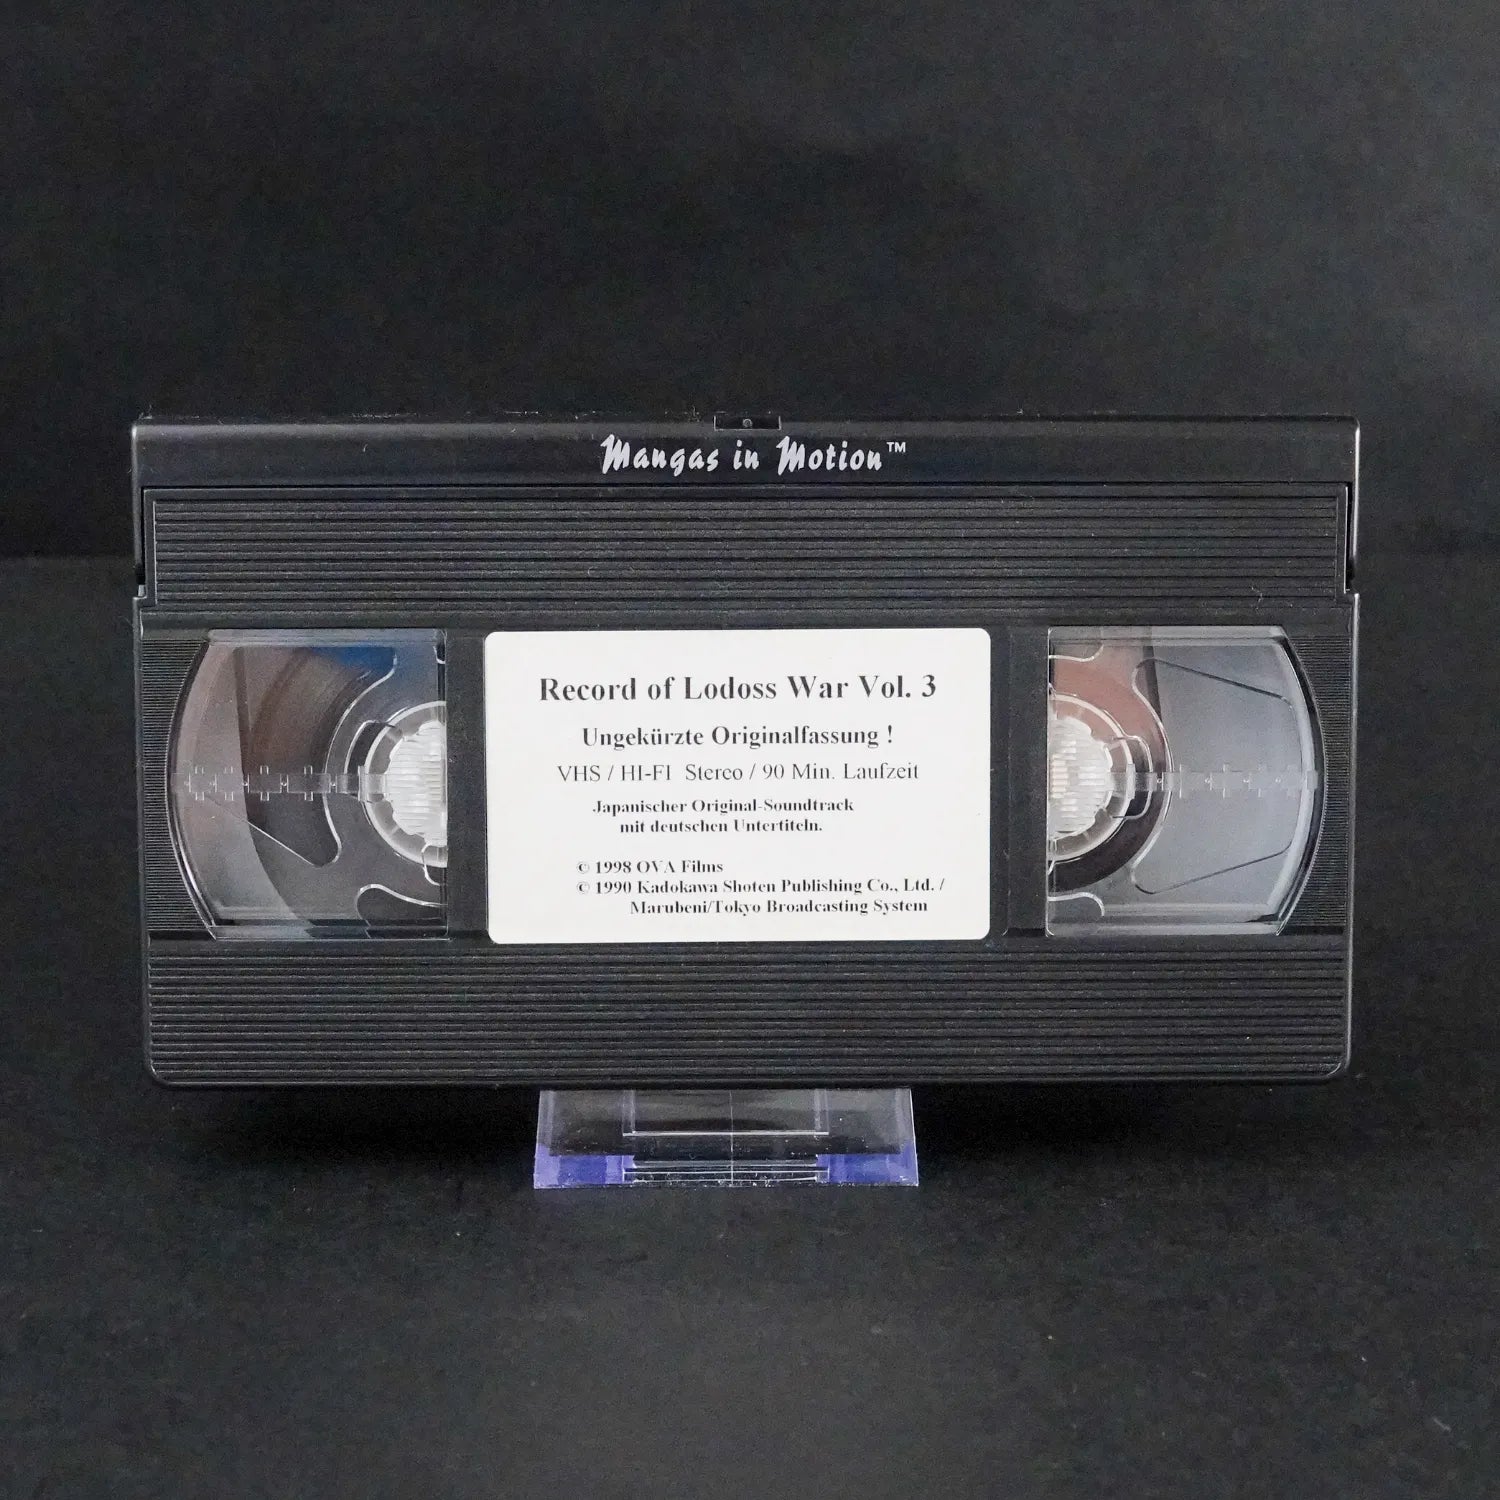 Mangas in Motion™
Record of Lodoss War Vol. 3
Ungekürzte Originalfassung !
VHS / HI-FI Stereo / 90 Min. Laufzeit
Japanischer Original-Soundtrack
mit deutschen Untertiteln.
© 1998 OVA Films
© 1990 Kadokawa Shoten Publishing Co., Ltd. /
Marubeni/Tokyo Broadcasting System